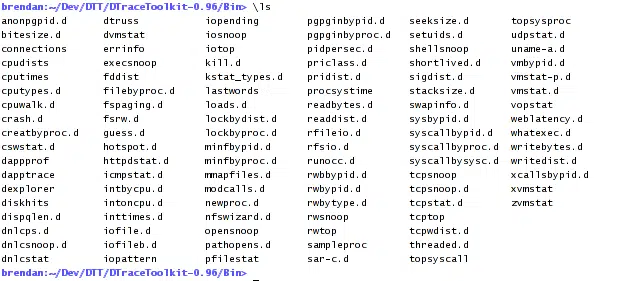 brendan:~/Dev/DTT/DTraceToolkit-0.96/Bin> \ls
anonpgpid.d dtruss iopending pgpginbypid.d seeksize.d topsysproc
bitesize.d dvmstat iosnoop pgpginbyproc.d setuids.d udpstat.d
connections errinfo iotop pidpersec.d shellsnoop uname-a.d
cpudists execsnoop kill.d priclass.d shortlived.d vmbypid.d
cputimes fddist kstat_types.d pridist.d sigdist.d vmstat-p.d
cputypes.d filebyproc.d lastwords procsystime stacksize.d vmstat.d
cpuwalk.d fspaging.d loads.d readbytes.d swapinfo.d vopstat
crash.d fsrw.d lockbydist.d readdist.d sysbypid.d weblatency.d
creatbyproc.d guess.d lockbyproc.d rfileio.d syscallbypid.d whatexec.d
cswstat.d hotspot.d minfbypid.d rfsio.d syscallbyproc.d writebytes.d
dappprof httpdstat.d minfbyproc.d runocc.d syscallbysysc.d writedist.d
dapptrace icmpstat.d mmapfiles.d rwbbypid.d tcpsnoop xcallsbypid.d
dexplorer intbycpu.d modcalls.d rwbypid.d tcpsnoop.d xvmstat
diskhits intoncpu.d newproc.d rwbytype.d tcpstat.d zvmstat
dispqlen.d inttimes.d nfswizard.d rwsnoop tcptop
dnlcps.d iofile.d opensnoop rwtop tcpwdist.d
dnlcsnoop.d iofileb.d pathopens.d sampleproc threaded.d
dnlcstat iopattern pfilestat sar-c.d topsyscall
brendan:~/Dev/DTT/DTraceToolkit-0.96/Bin>